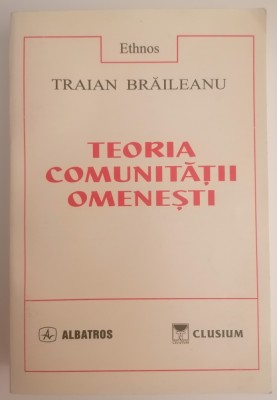 Ethnos
TRAIAN BRĂILEANU
TEORIA
COMUNITĂȚII
OMENEȘTI
ALBATROS
CLUSIUM